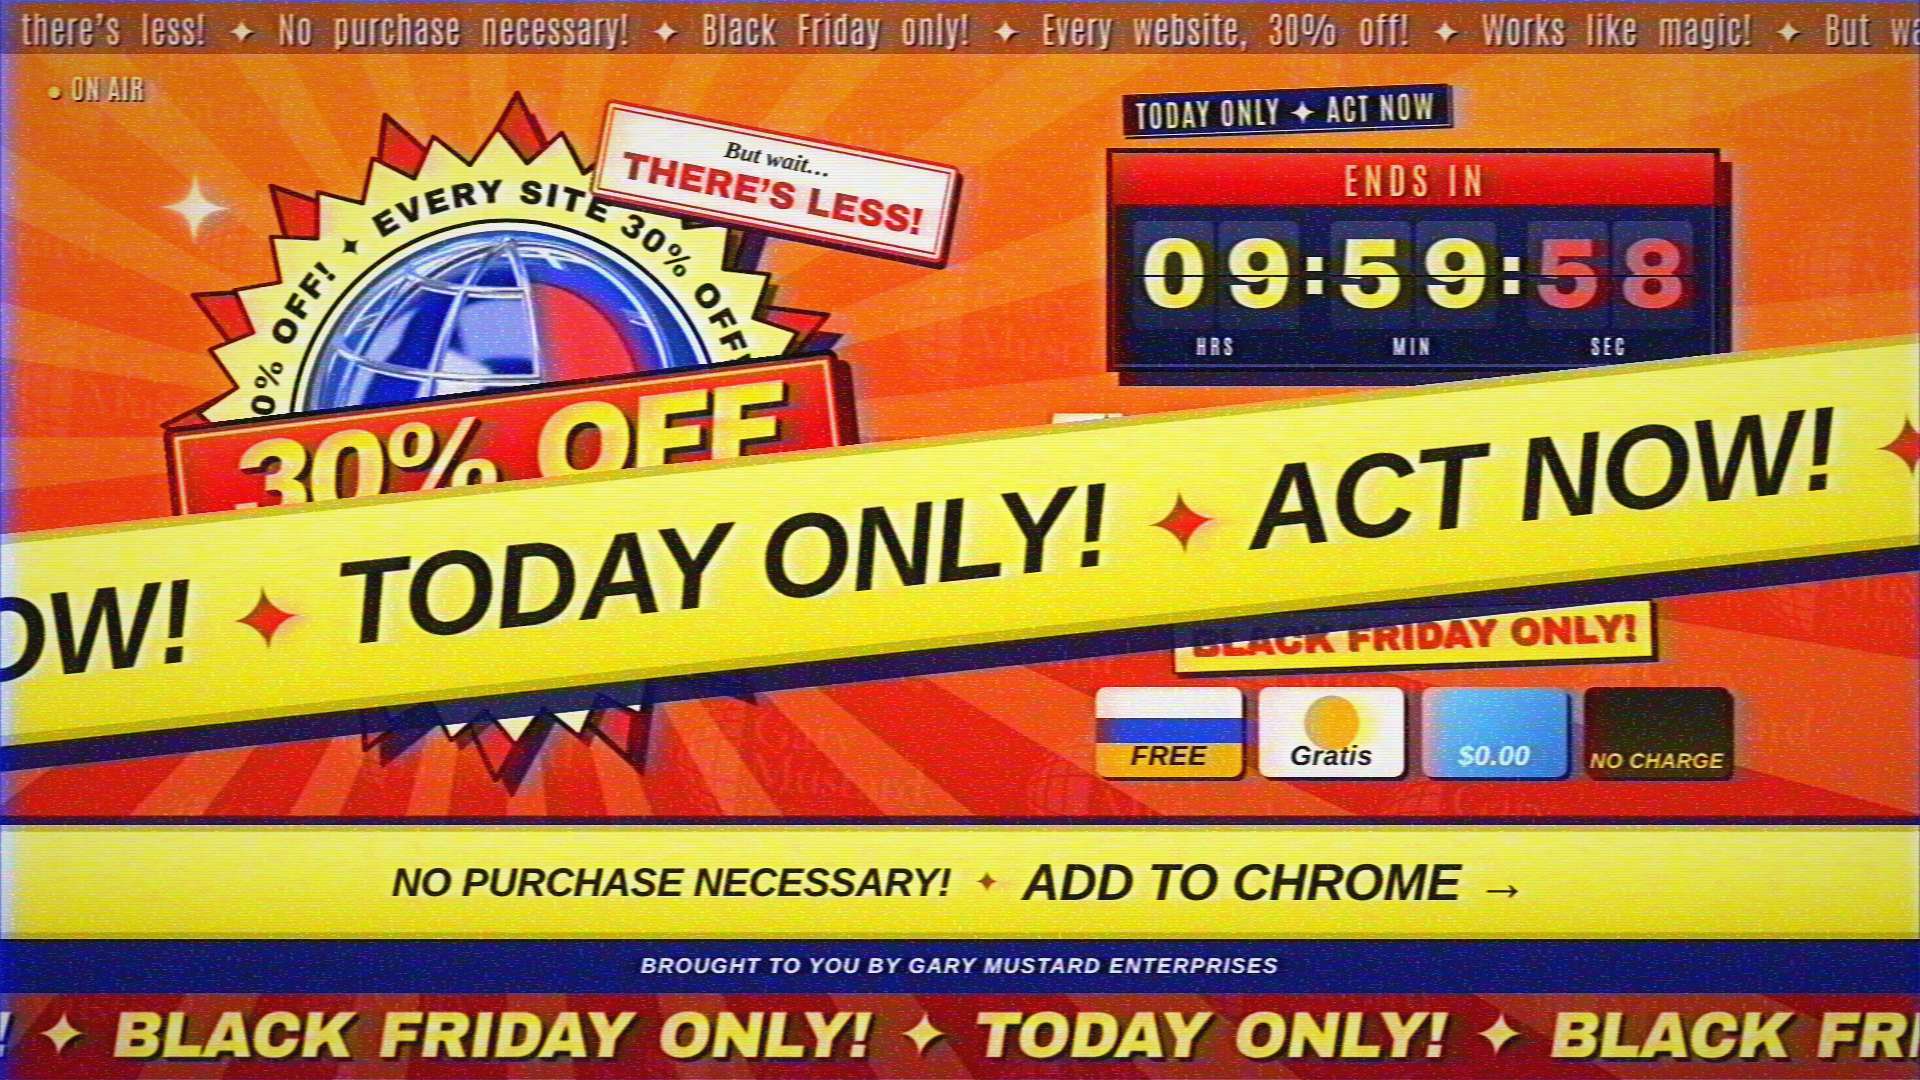 there’s less! ✦ No purchase necessary! ✦ Black Friday only! ✦ Every website, 30% off! ✦ Works like magic! ✦ But
ON AIR
TODAY ONLY ✦ ACT NOW
But wait...
THERE’S LESS!
0% OFF! ✦ EVERY SITE 30% OFF!
ENDS IN
09:59:58
HRS MIN SEC
30% OFF
OW! ✦ TODAY ONLY! ✦ ACT NOW! ✦
BLACK FRIDAY ONLY!
FREE
Gratis
$0.00
NO CHARGE
NO PURCHASE NECESSARY! ✦ ADD TO CHROME →
BROUGHT TO YOU BY GARY MUSTARD ENTERPRISES
! ✦ BLACK FRIDAY ONLY! ✦ TODAY ONLY! ✦ BLACK FRI